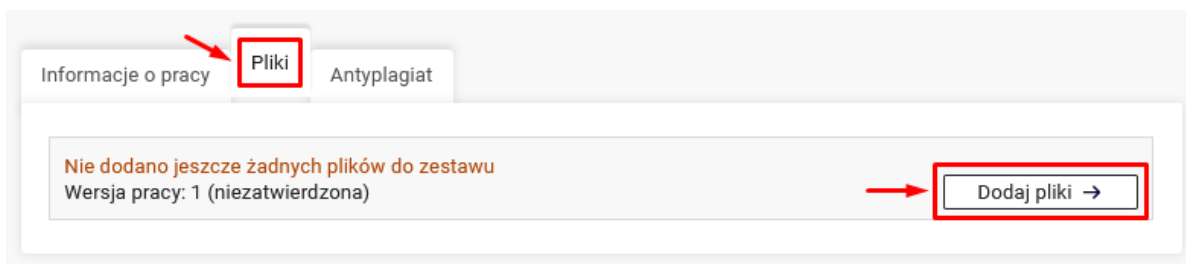 Informacje o pracy
Pliki
Antyplagiat
Nie dodano jeszcze żadnych plików do zestawu
Wersja pracy: 1 (niezatwierdzona)
Dodaj pliki →